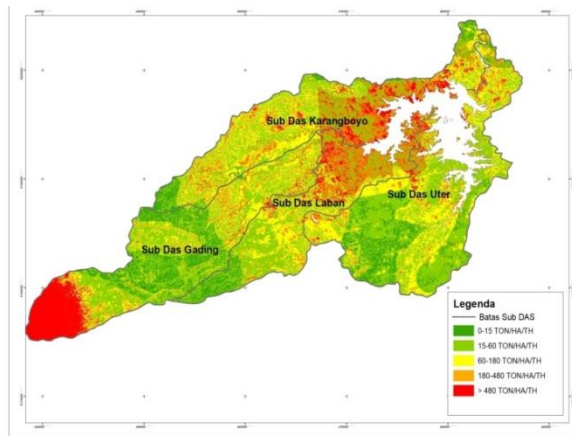 Sub Das Karangboyo
Sub Das Uter
Sub Das Laban
Sub Das Gading
Legenda
Batas Sub DAS
0-15 TON/HA/TH
15-60 TON/HA/TH
60-180 TON/HA/TH
180-480 TON/HA/TH
> 480 TON/HA/TH